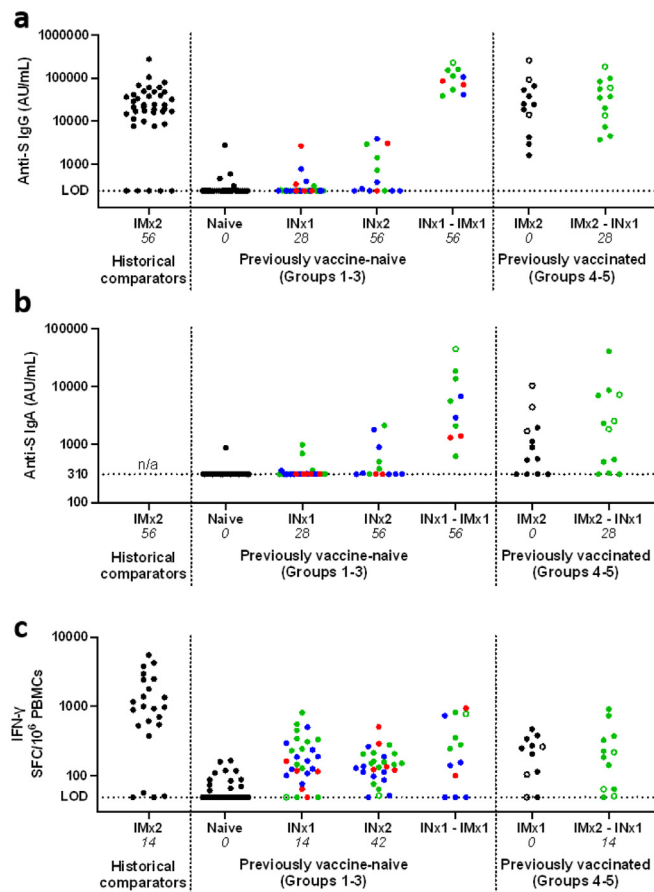 a
Anti-S IgG (AU/mL)
1000000
100000
10000
1000
LOD
IMx2 Naive INx1 INx2 INx1 - IMx1 IMx2 IMx2 - INx1
56 0 28 56 56 0 28
Historical comparators
Previously vaccine-naive (Groups 1-3)
Previously vaccinated (Groups 4-5)
b
Anti-S IgA (AU/mL)
100000
10000
1000
310
100
n/a
IMx2 Naive INx1 INx2 INx1 - IMx1 IMx2 IMx2 - INx1
56 0 28 56 56 0 28
Historical comparators
Previously vaccine-naive (Groups 1-3)
Previously vaccinated (Groups 4-5)
c
IFN-γ
SFC/10⁶ PBMCs
10000
1000
100
LOD
IMx2 Naive INx1 INx2 INx1 - IMx1 IMx1 IMx2 - INx1
14 0 14 42 0 14
Historical comparators
Previously vaccine-naive (Groups 1-3)
Previously vaccinated (Groups 4-5)